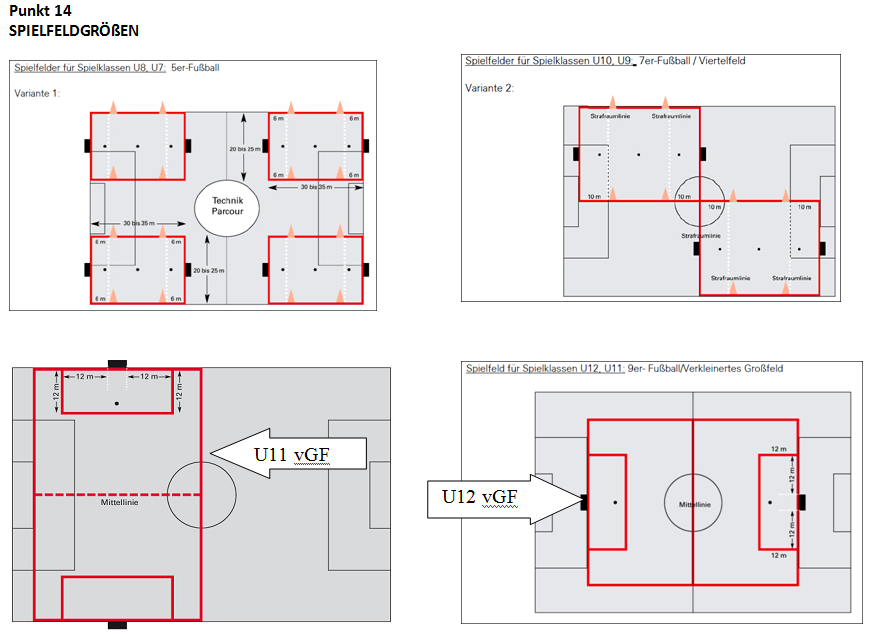 Punkt 14
SPIELFELDGRÖßEN
Spielfelder für Spielklassen U8, U7: 5er-Fußball
Variante 1:
6 m
6 m
20 bis 25 m
6 m
6 m
30 bis 35 m
Technik
Parcour
30 bis 35 m
6 m
6 m
20 bis 25 m
6 m
6 m
Spielfelder für Spielklassen U10, U9: 7er-Fußball / Viertelfeld
Variante 2:
Strafraumlinie
Strafraumlinie
10 m
10 m
10 m
10 m
Strafraumlinie
Strafraumlinie
Strafraumlinie
12 m
12 m
12 m
12 m
U11 vGF
Mittellinie
Spielfeld für Spielklassen U12, U11: 9er- Fußball/Verkleinertes Großfeld
12 m
12 m
U12 vGF
Mittellinie
12 m
12 m